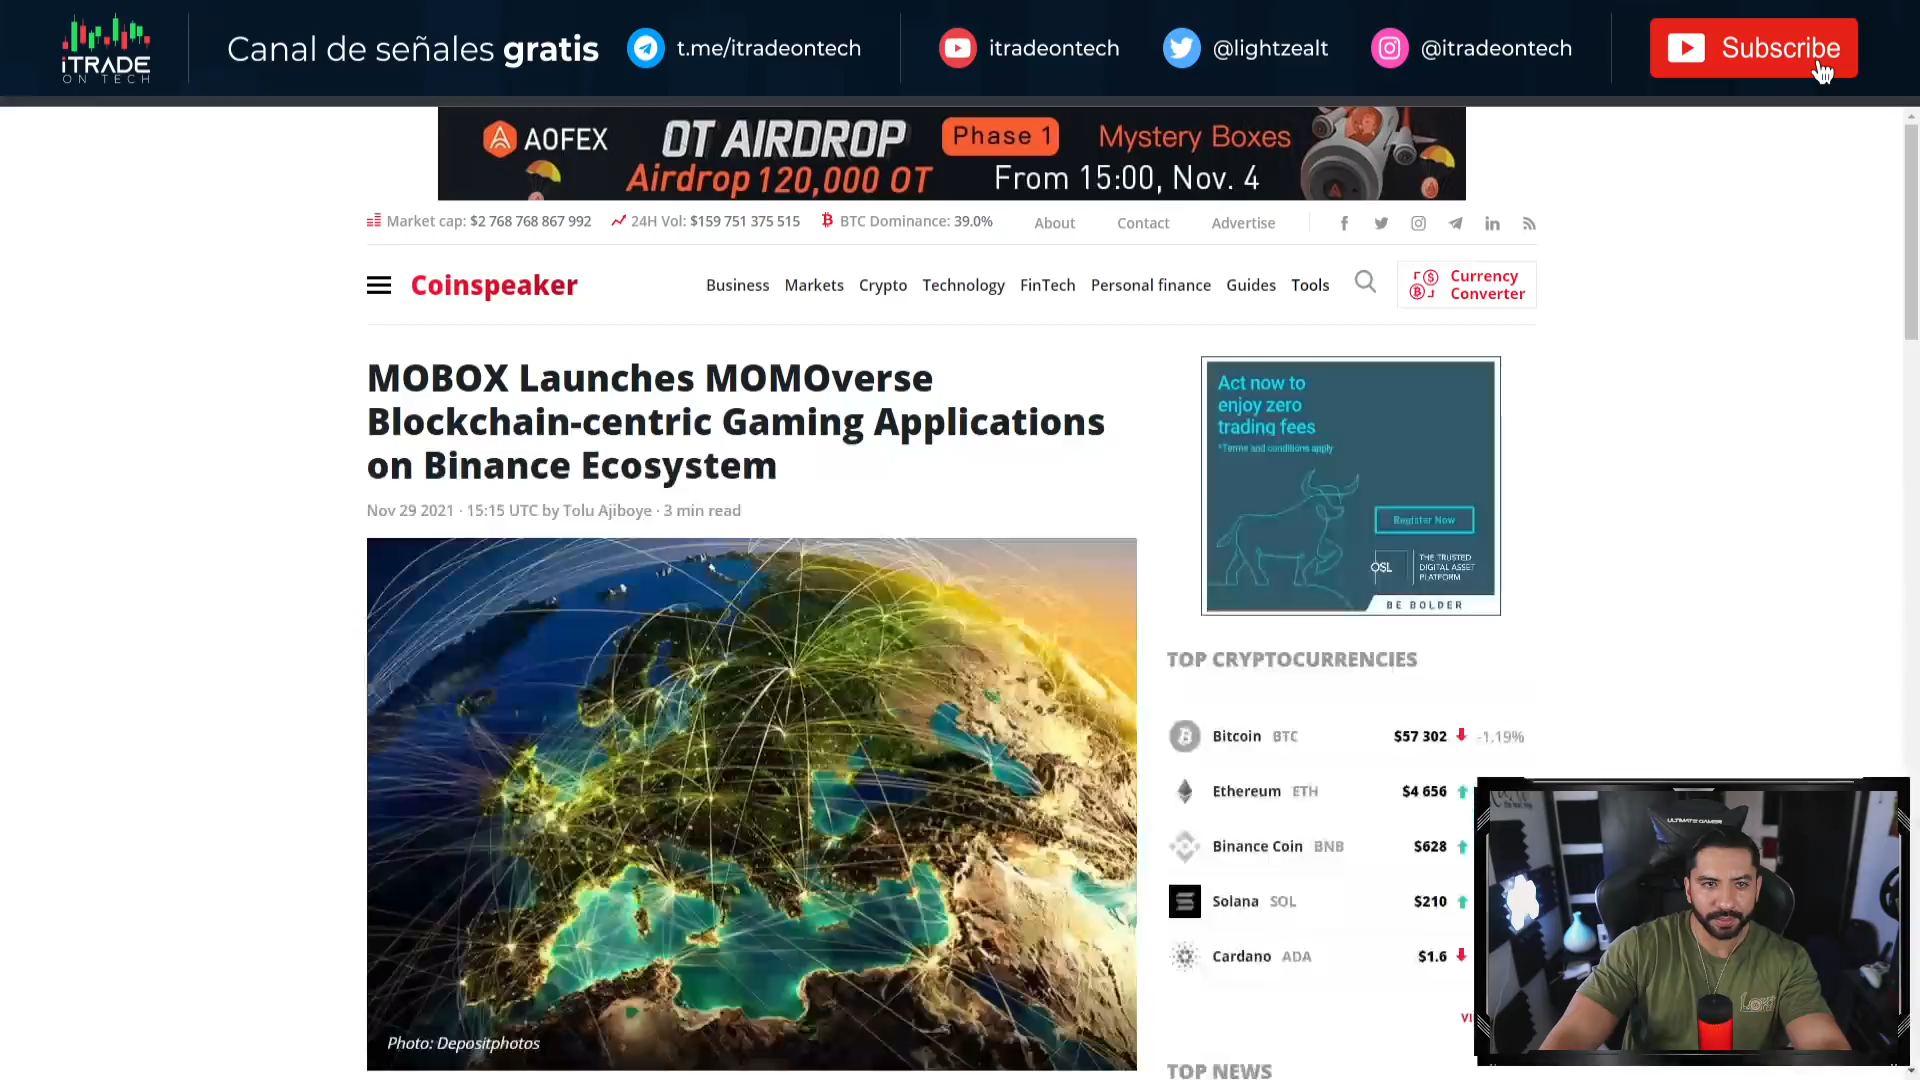 iTRADE
ON TECH
Canal de señales gratis
t.me/itradeontech
itradeontech
@lightzealt
@itradeontech
Subscribe
AOFEX
OT AIRDROP
Airdrop 120,000 OT
Phase 1
Mystery Boxes
From 15:00, Nov. 4
Market cap: $2 768 768 867 992
24H Vol: $159 751 375 515
BTC Dominance: 39.0%
About
Contact
Advertise
Coinspeaker
Business
Markets
Crypto
Technology
FinTech
Personal finance
Guides
Tools
Currency
Converter
MOBOX Launches MOMOverse
Blockchain-centric Gaming Applications
on Binance Ecosystem
Nov 29 2021 · 15:15 UTC by Tolu Ajiboye · 3 min read
Photo: Depositphotos
Act now to
enjoy zero
trading fees
*Terms and conditions apply
Register Now
OSL
THE TRUSTED
DIGITAL ASSET
PLATFORM
BE BOLDER
TOP CRYPTOCURRENCIES
Bitcoin BTC $57 302 -1.19%
Ethereum ETH $4 656
Binance Coin BNB $628
Solana SOL $210
Cardano ADA $1.6
VI
TOP NEWS
ULTIMATE GAMER